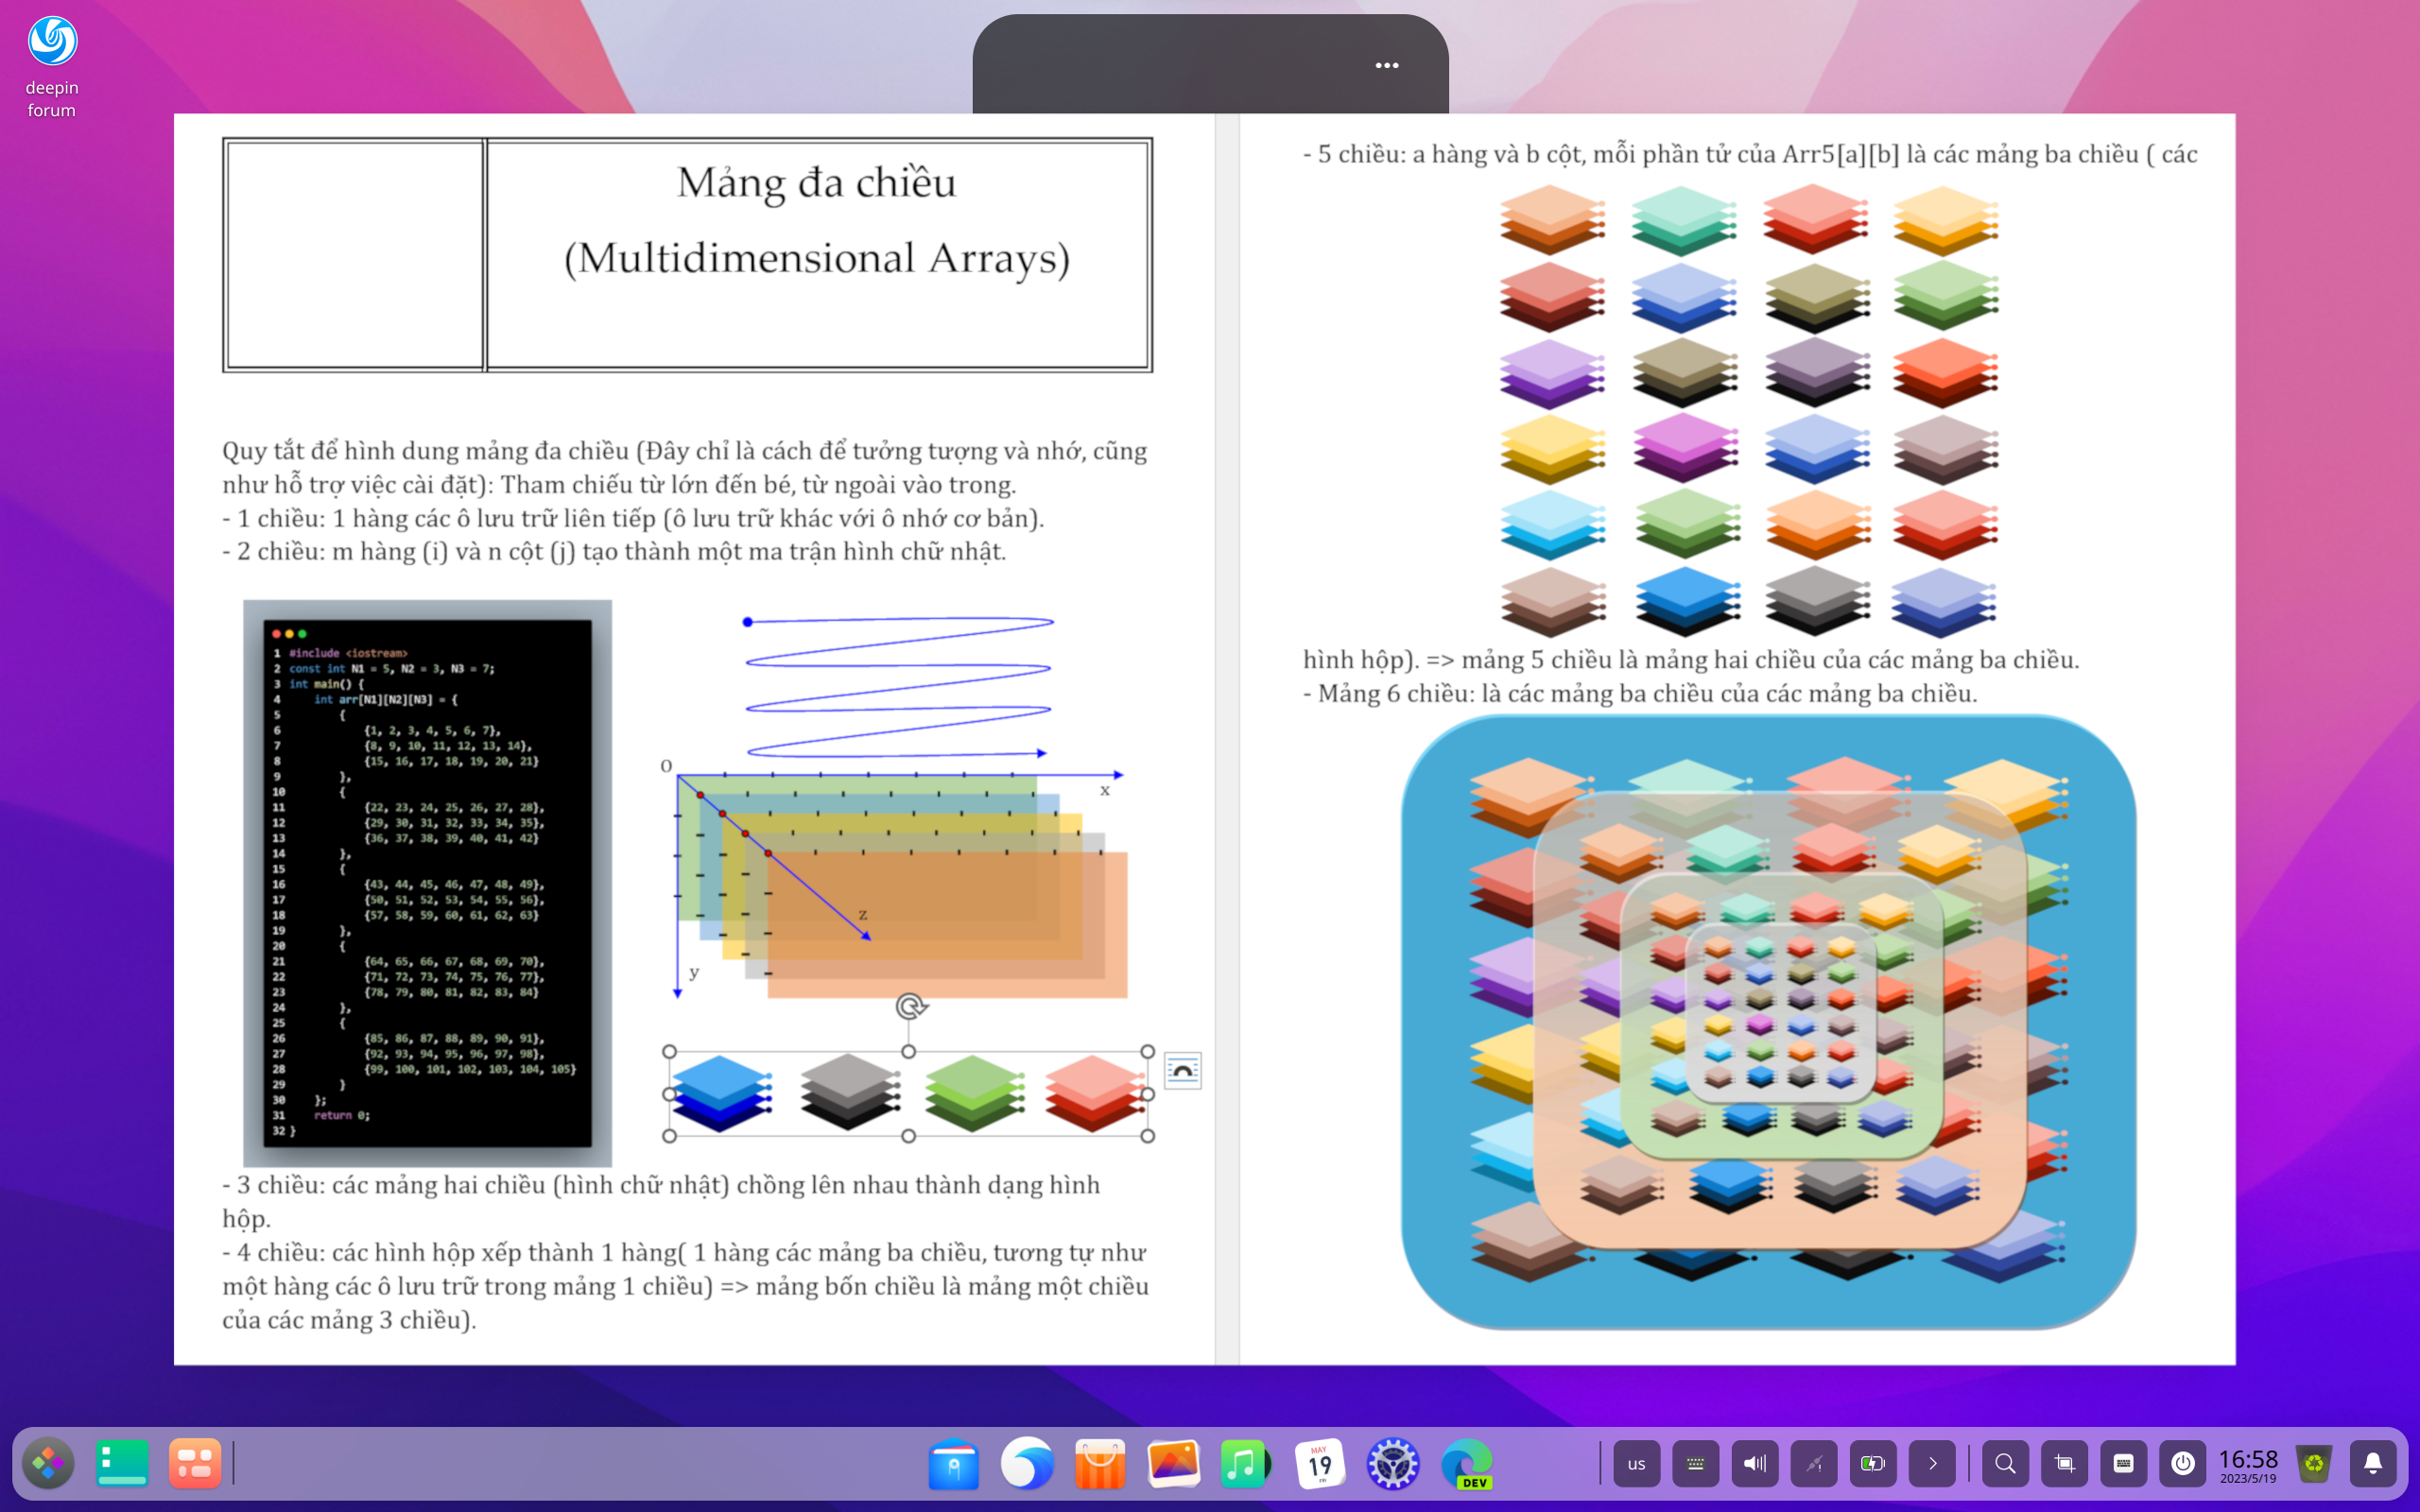 deepin
forum
Mảng đa chiều
(Multidimensional Arrays)
Quy tắt để hình dung mảng đa chiều (Đây chỉ là cách để tưởng tượng và nhớ, cũng
như hỗ trợ việc cài đặt): Tham chiếu từ lớn đến bé, từ ngoài vào trong.
- 1 chiều: 1 hàng các ô lưu trữ liên tiếp (ô lưu trữ khác với ô nhớ cơ bản).
- 2 chiều: m hàng (i) và n cột (j) tạo thành một ma trận hình chữ nhật.
1 #include <iostream>
2 const int N1 = 5, N2 = 3, N3 = 7;
3 int main() {
4 int arr[N1][N2][N3] = {
5 {
6 {1, 2, 3, 4, 5, 6, 7},
7 {8, 9, 10, 11, 12, 13, 14},
8 {15, 16, 17, 18, 19, 20, 21}
9 },
10 {
11 {22, 23, 24, 25, 26, 27, 28},
12 {29, 30, 31, 32, 33, 34, 35},
13 {36, 37, 38, 39, 40, 41, 42}
14 },
15 {
16 {43, 44, 45, 46, 47, 48, 49},
17 {50, 51, 52, 53, 54, 55, 56},
18 {57, 58, 59, 60, 61, 62, 63}
19 },
20 {
21 {64, 65, 66, 67, 68, 69, 70},
22 {71, 72, 73, 74, 75, 76, 77},
23 {78, 79, 80, 81, 82, 83, 84}
24 },
25 {
26 {85, 86, 87, 88, 89, 90, 91},
27 {92, 93, 94, 95, 96, 97, 98},
28 {99, 100, 101, 102, 103, 104, 105}
29 }
30 };
31 return 0;
32 }
O
x
z
y
- 3 chiều: các mảng hai chiều (hình chữ nhật) chồng lên nhau thành dạng hình
hộp.
- 4 chiều: các hình hộp xếp thành 1 hàng( 1 hàng các mảng ba chiều, tương tự như
một hàng các ô lưu trữ trong mảng 1 chiều) => mảng bốn chiều là mảng một chiều
của các mảng 3 chiều).
- 5 chiều: a hàng và b cột, mỗi phần tử của Arr5[a][b] là các mảng ba chiều ( các
hình hộp). => mảng 5 chiều là mảng hai chiều của các mảng ba chiều.
- Mảng 6 chiều: là các mảng ba chiều của các mảng ba chiều.
MAY
19
DEV
us
16:58
2023/5/19